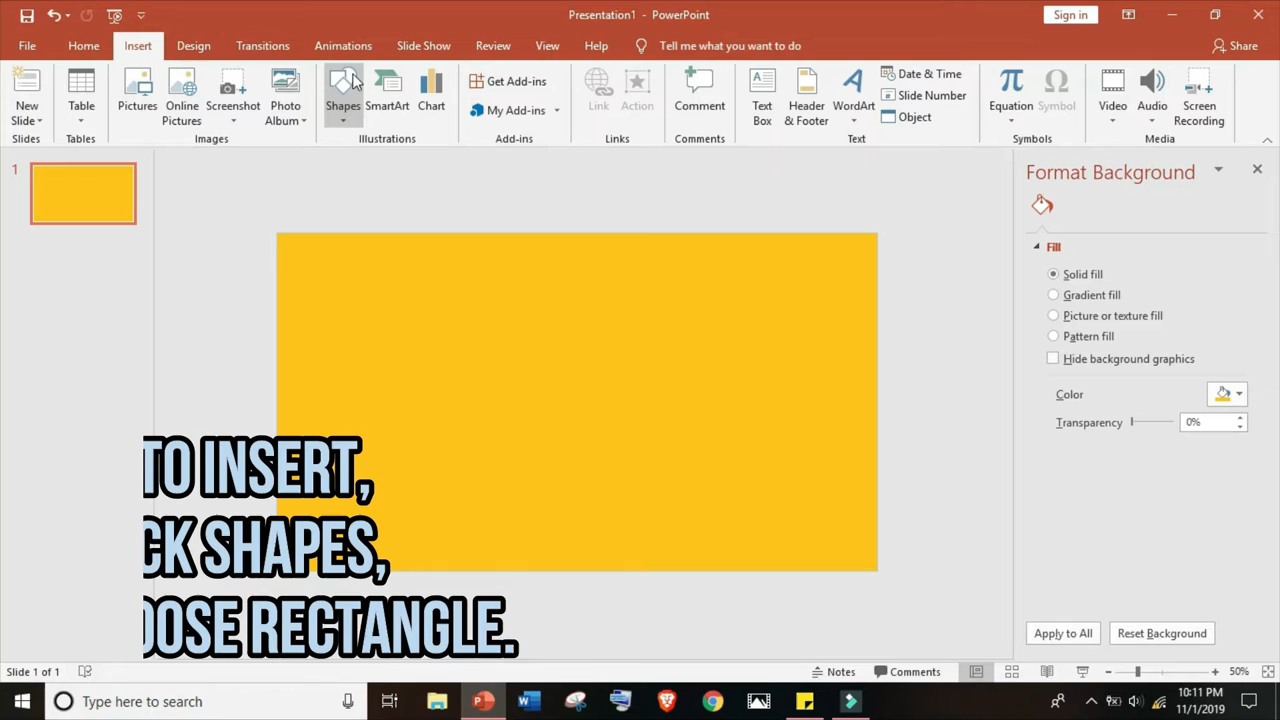 Presentation1 - PowerPoint
Sign in
File Home Insert Design Transitions Animations Slide Show Review View Help Tell me what you want to do Share
New Slide
Table
Pictures
Online Pictures
Screenshot
Photo Album
Shapes
SmartArt
Chart
Get Add-ins
My Add-ins
Link
Action
Comment
Text Box
Header & Footer
WordArt
Date & Time
Slide Number
Object
Equation
Symbol
Video
Audio
Screen Recording
Slides Tables Images Illustrations Add-ins Links Comments Text Symbols Media
1
Format Background
Fill
Solid fill
Gradient fill
Picture or texture fill
Pattern fill
Hide background graphics
Color
Transparency 0%
TO INSERT,
CK SHAPES,
OOSE RECTANGLE.
Apply to All Reset Background
Slide 1 of 1 Notes Comments 50%
Type here to search
10:11 PM
11/1/2019